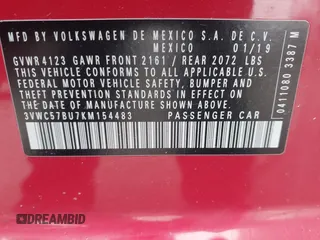 MFD BY VOLKSWAGEN DE MEXICO S.A. DE C.V.
MEXICO 01/19
GVWR 4123 GAWR FRONT 2161 / REAR 2072 LBS
THIS VEHICLE CONFORMS TO ALL APPLICABLE U.S.
FEDERAL MOTOR VEHICLE SAFETY, BUMPER AND
THEFT PREVENTION STANDARDS IN EFFECT ON
THE DATE OF MANUFACTURE SHOWN ABOVE.
3VWC57BU7KM154483 PASSENGER CAR
0411080 3387 M
DREAMBID